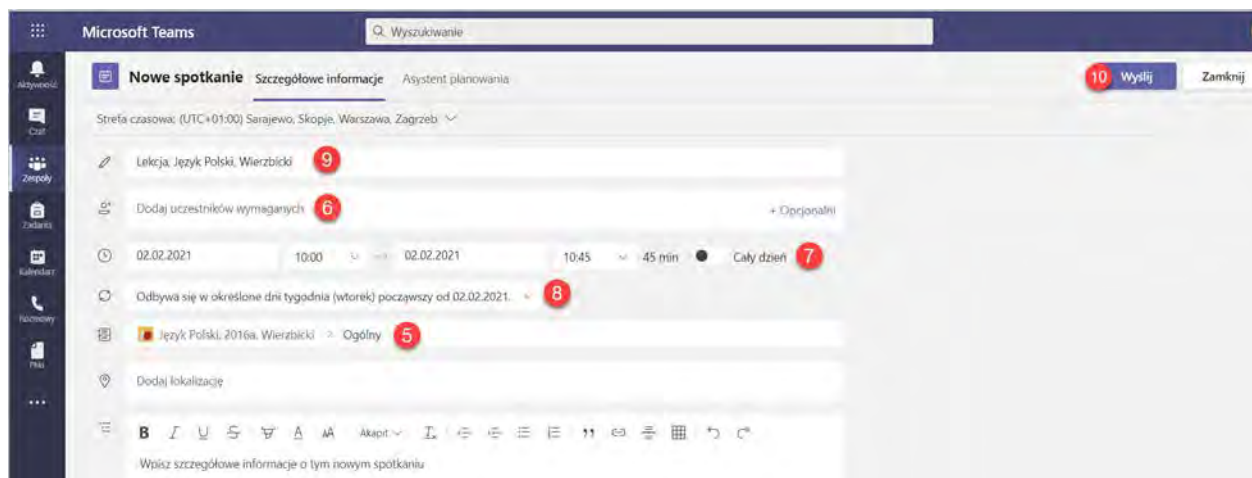 Microsoft Teams
Wyszukiwanie
Aktywność
Czat
Zespoły
Zadania
Kalendarz
Rozmowy
Pliki
Nowe spotkanie Szczegółowe informacje Asystent planowania
10 Wyślij Zamknij
Strefa czasowa: (UTC+01:00) Sarajewo, Skopje, Warszawa, Zagrzeb
Lekcja, Język Polski, Wierzbicki 9
Dodaj uczestników wymaganych 6 + Opcjonalni
02.02.2021 10:00 → 02.02.2021 10:45 45 min Cały dzień 7
Odbywa się w określone dni tygodnia (wtorek) począwszy od 02.02.2021. 8
Język Polski, 2016a, Wierzbicki > Ogólny 5
Dodaj lokalizację
B I U S A AA Akapit
Wpisz szczegółowe informacje o tym nowym spotkaniu